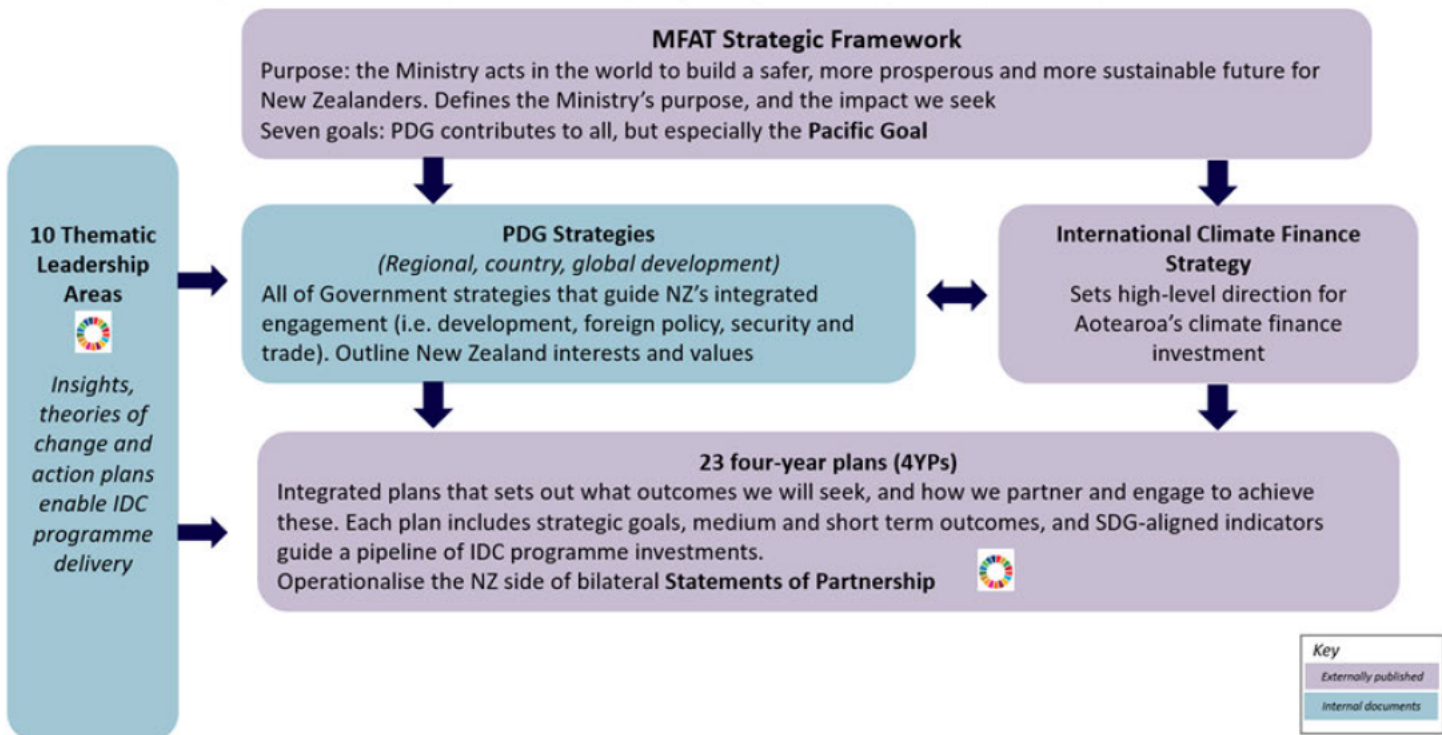 MFAT Strategic Framework
Purpose: the Ministry acts in the world to build a safer, more prosperous and more sustainable future for
New Zealanders. Defines the Ministry's purpose, and the impact we seek
Seven goals: PDG contributes to all, but especially the Pacific Goal
10 Thematic
Leadership
Areas
Insights,
theories of
change and
action plans
enable IDC
programme
delivery
PDG Strategies
(Regional, country, global development)
All of Government strategies that guide NZ's integrated
engagement (i.e. development, foreign policy, security and
trade). Outline New Zealand interests and values
International Climate Finance
Strategy
Sets high-level direction for
Aotearoa's climate finance
investment
23 four-year plans (4YPs)
Integrated plans that sets out what outcomes we will seek, and how we partner and engage to achieve
these. Each plan includes strategic goals, medium and short term outcomes, and SDG-aligned indicators
guide a pipeline of IDC programme investments.
Operationalise the NZ side of bilateral Statements of Partnership
Key
Externally published
Internal documents